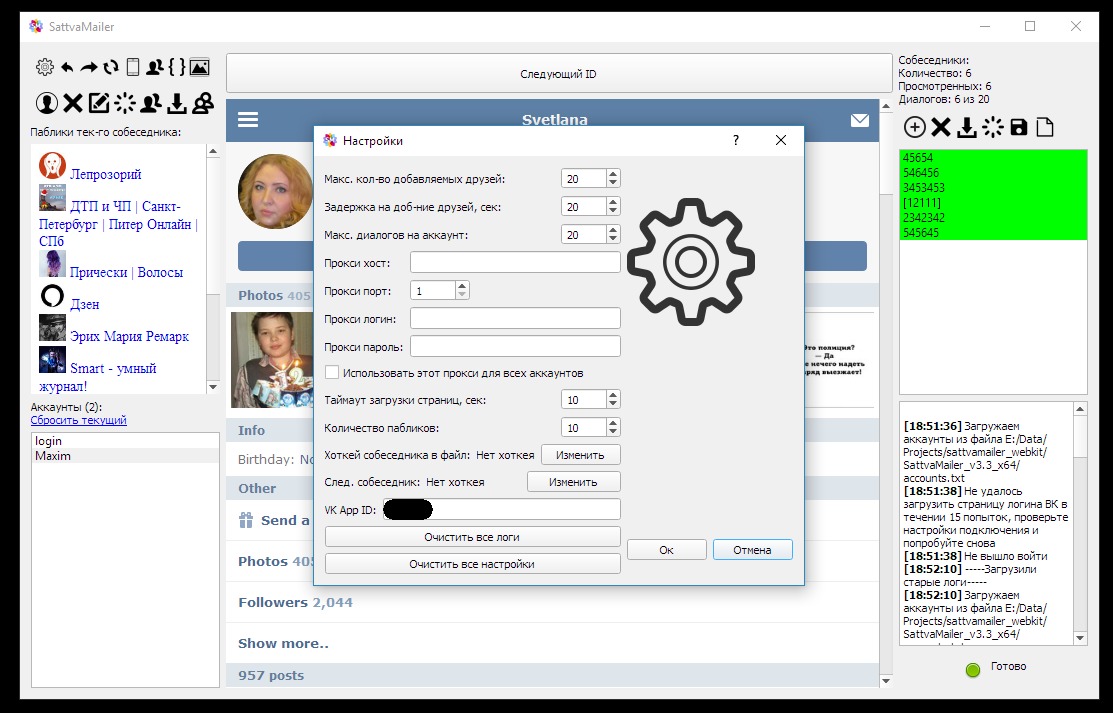 SattvaMailer
Паблики тек-го собеседника:
Лепрозорий
ДТП и ЧП | Санкт-
Петербург | Питер Онлайн |
СПб
Прически | Волосы
Дзен
Эрих Мария Ремарк
Smart - умный
журнал!
Аккаунты (2):
Сбросить текущий
login
Maxim
Следующий ID
Svetlana
Photos 405
Info
Birthday:
Other
Send a
Photos 405
Followers 2,044
Show more..
957 posts
Это полиция?
— Да
выезжает!
Настройки
?
Макс. кол-во добавляемых друзей: 20
Задержка на доб-ние друзей, сек: 20
Макс. диалогов на аккаунт: 20
Прокси хост:
Прокси порт: 1
Прокси логин:
Прокси пароль:
Использовать этот прокси для всех аккаунтов
Таймаут загрузки страниц, сек: 10
Количество пабликов: 10
Хоткей собеседника в файл: Нет хоткея Изменить
След. собеседник: Нет хоткея Изменить
VK App ID:
Очистить все логи
Очистить все настройки
Ок
Отмена
Собеседники:
Количество: 6
Просмотренных: 6
Диалогов: 6 из 20
45654
546456
3453453
[12111]
2342342
545645
[18:51:36] Загружаем
аккаунты из файла E:/Data/
Projects/sattvamailer_webkit/
SattvaMailer_v3.3_x64/
accounts.txt
[18:51:38] Не удалось
загрузить страницу логина ВК в
течении 15 попыток, проверьте
настройки подключения и
попробуйте снова
[18:51:38] Не вышло войти
[18:52:10] -----Загрузили
старые логи-----
[18:52:10] Загружаем
аккаунты из файла E:/Data/
Projects/sattvamailer_webkit/
SattvaMailer_v3.3_x64/
Готово